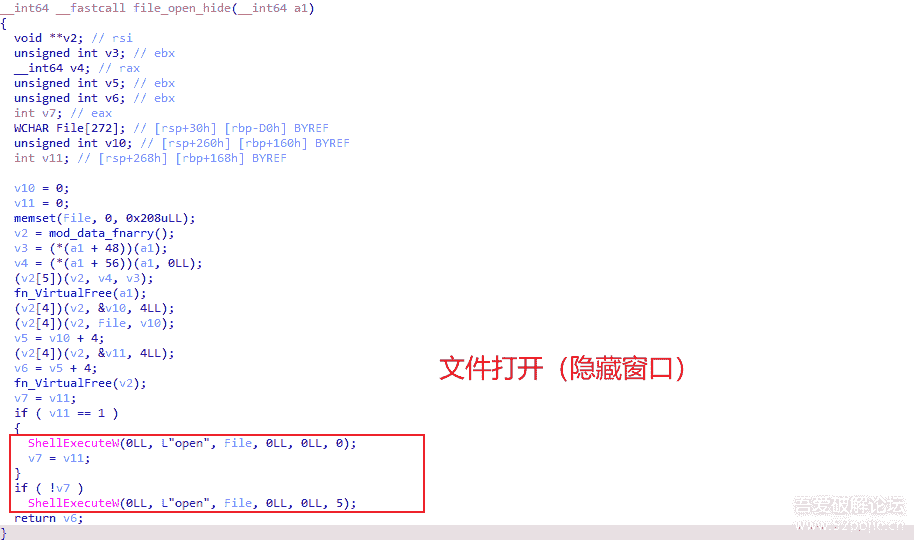 __int64 __fastcall file_open_hide(__int64 a1)
{
void **v2; // rsi
unsigned int v3; // ebx
__int64 v4; // rax
unsigned int v5; // ebx
unsigned int v6; // ebx
int v7; // eax
WCHAR File[272]; // [rsp+30h] [rbp-D0h] BYREF
unsigned int v10; // [rsp+260h] [rbp+160h] BYREF
int v11; // [rsp+268h] [rbp+168h] BYREF
v10 = 0;
v11 = 0;
memset(File, 0, 0x208uLL);
v2 = mod_data_fnarry();
v3 = (*(a1 + 48))(a1);
v4 = (*(a1 + 56))(a1, 0LL);
(v2[5])(v2, v4, v3);
fn_VirtualFree(a1);
(v2[4])(v2, &v10, 4LL);
(v2[4])(v2, File, v10);
v5 = v10 + 4;
(v2[4])(v2, &v11, 4LL);
v6 = v5 + 4;
fn_VirtualFree(v2);
v7 = v11;
if ( v11 == 1 )
{
ShellExecuteW(0LL, L"open", File, 0LL, 0LL, 0);
v7 = v11;
}
if ( !v7 )
ShellExecuteW(0LL, L"open", File, 0LL, 0LL, 5);
return v6;
}
文件打开（隐藏窗口）
吾爱破解论坛
www.52pojie.cn